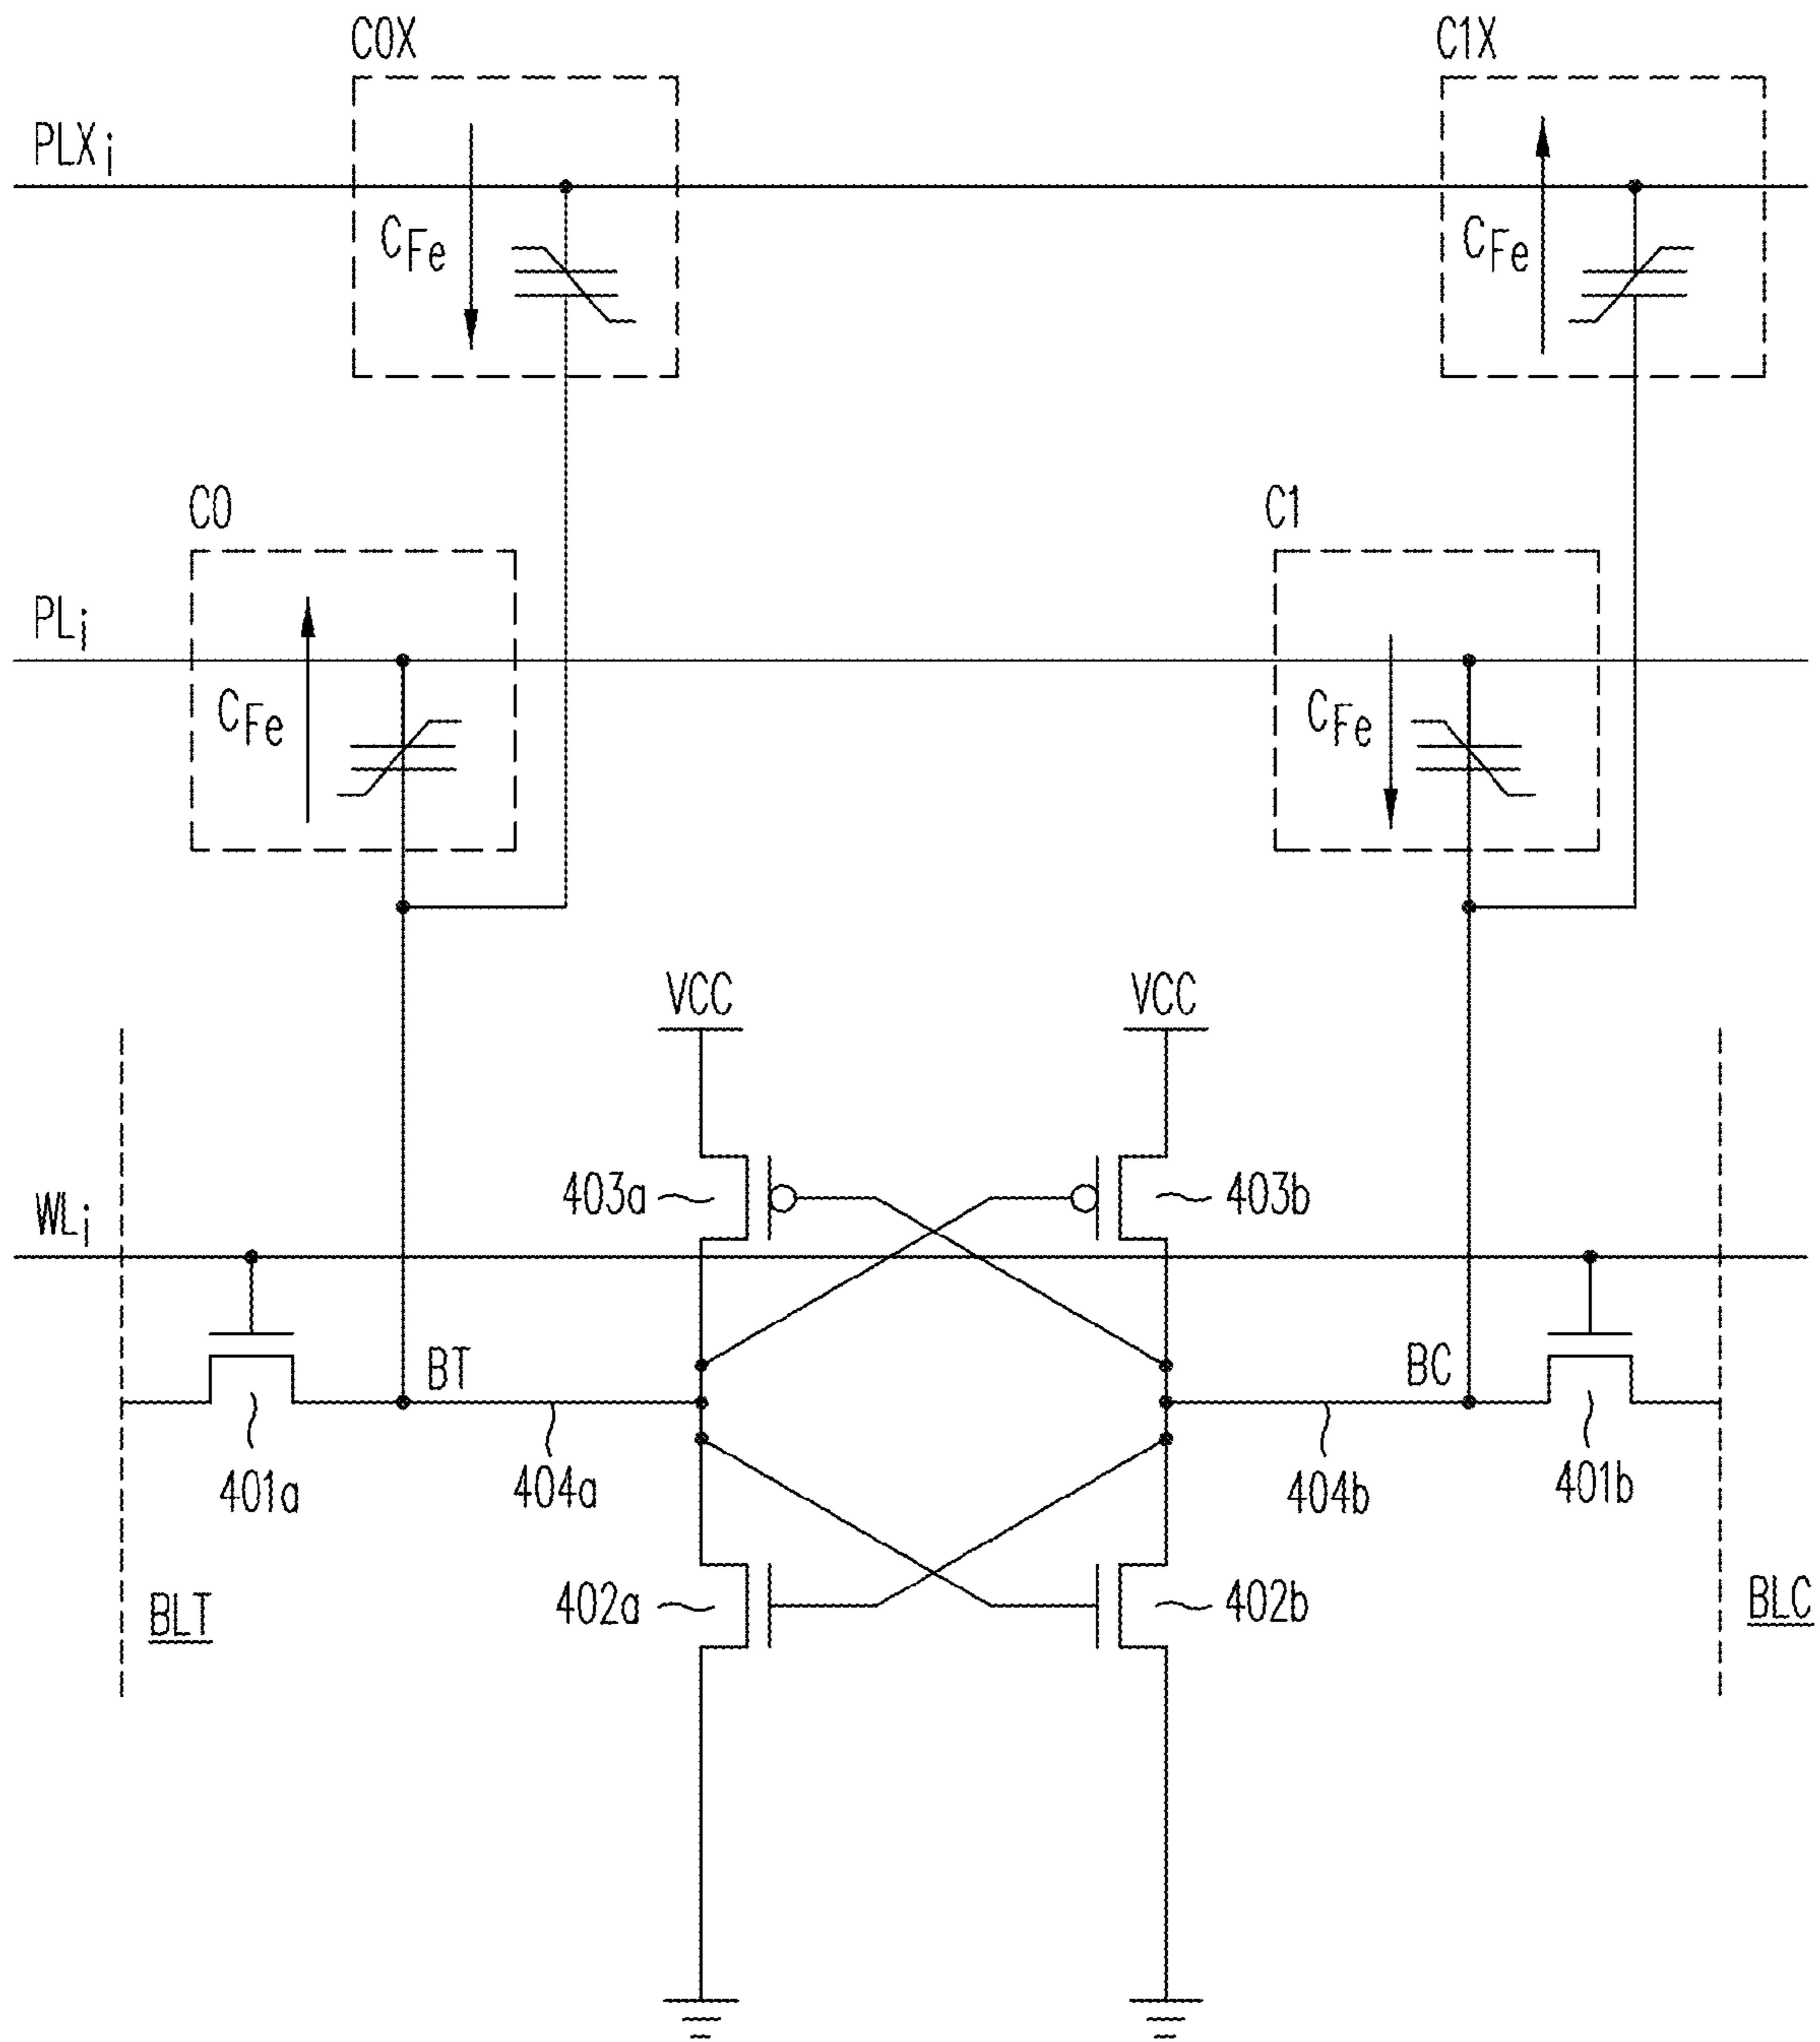 C0X
C1X
PLXi
CFe
CFe
C0
C1
PLi
CFe
CFe
VCC
VCC
403a
403b
WLi
BT
BC
401a
404a
404b
401b
BLT
402a
402b
BLC